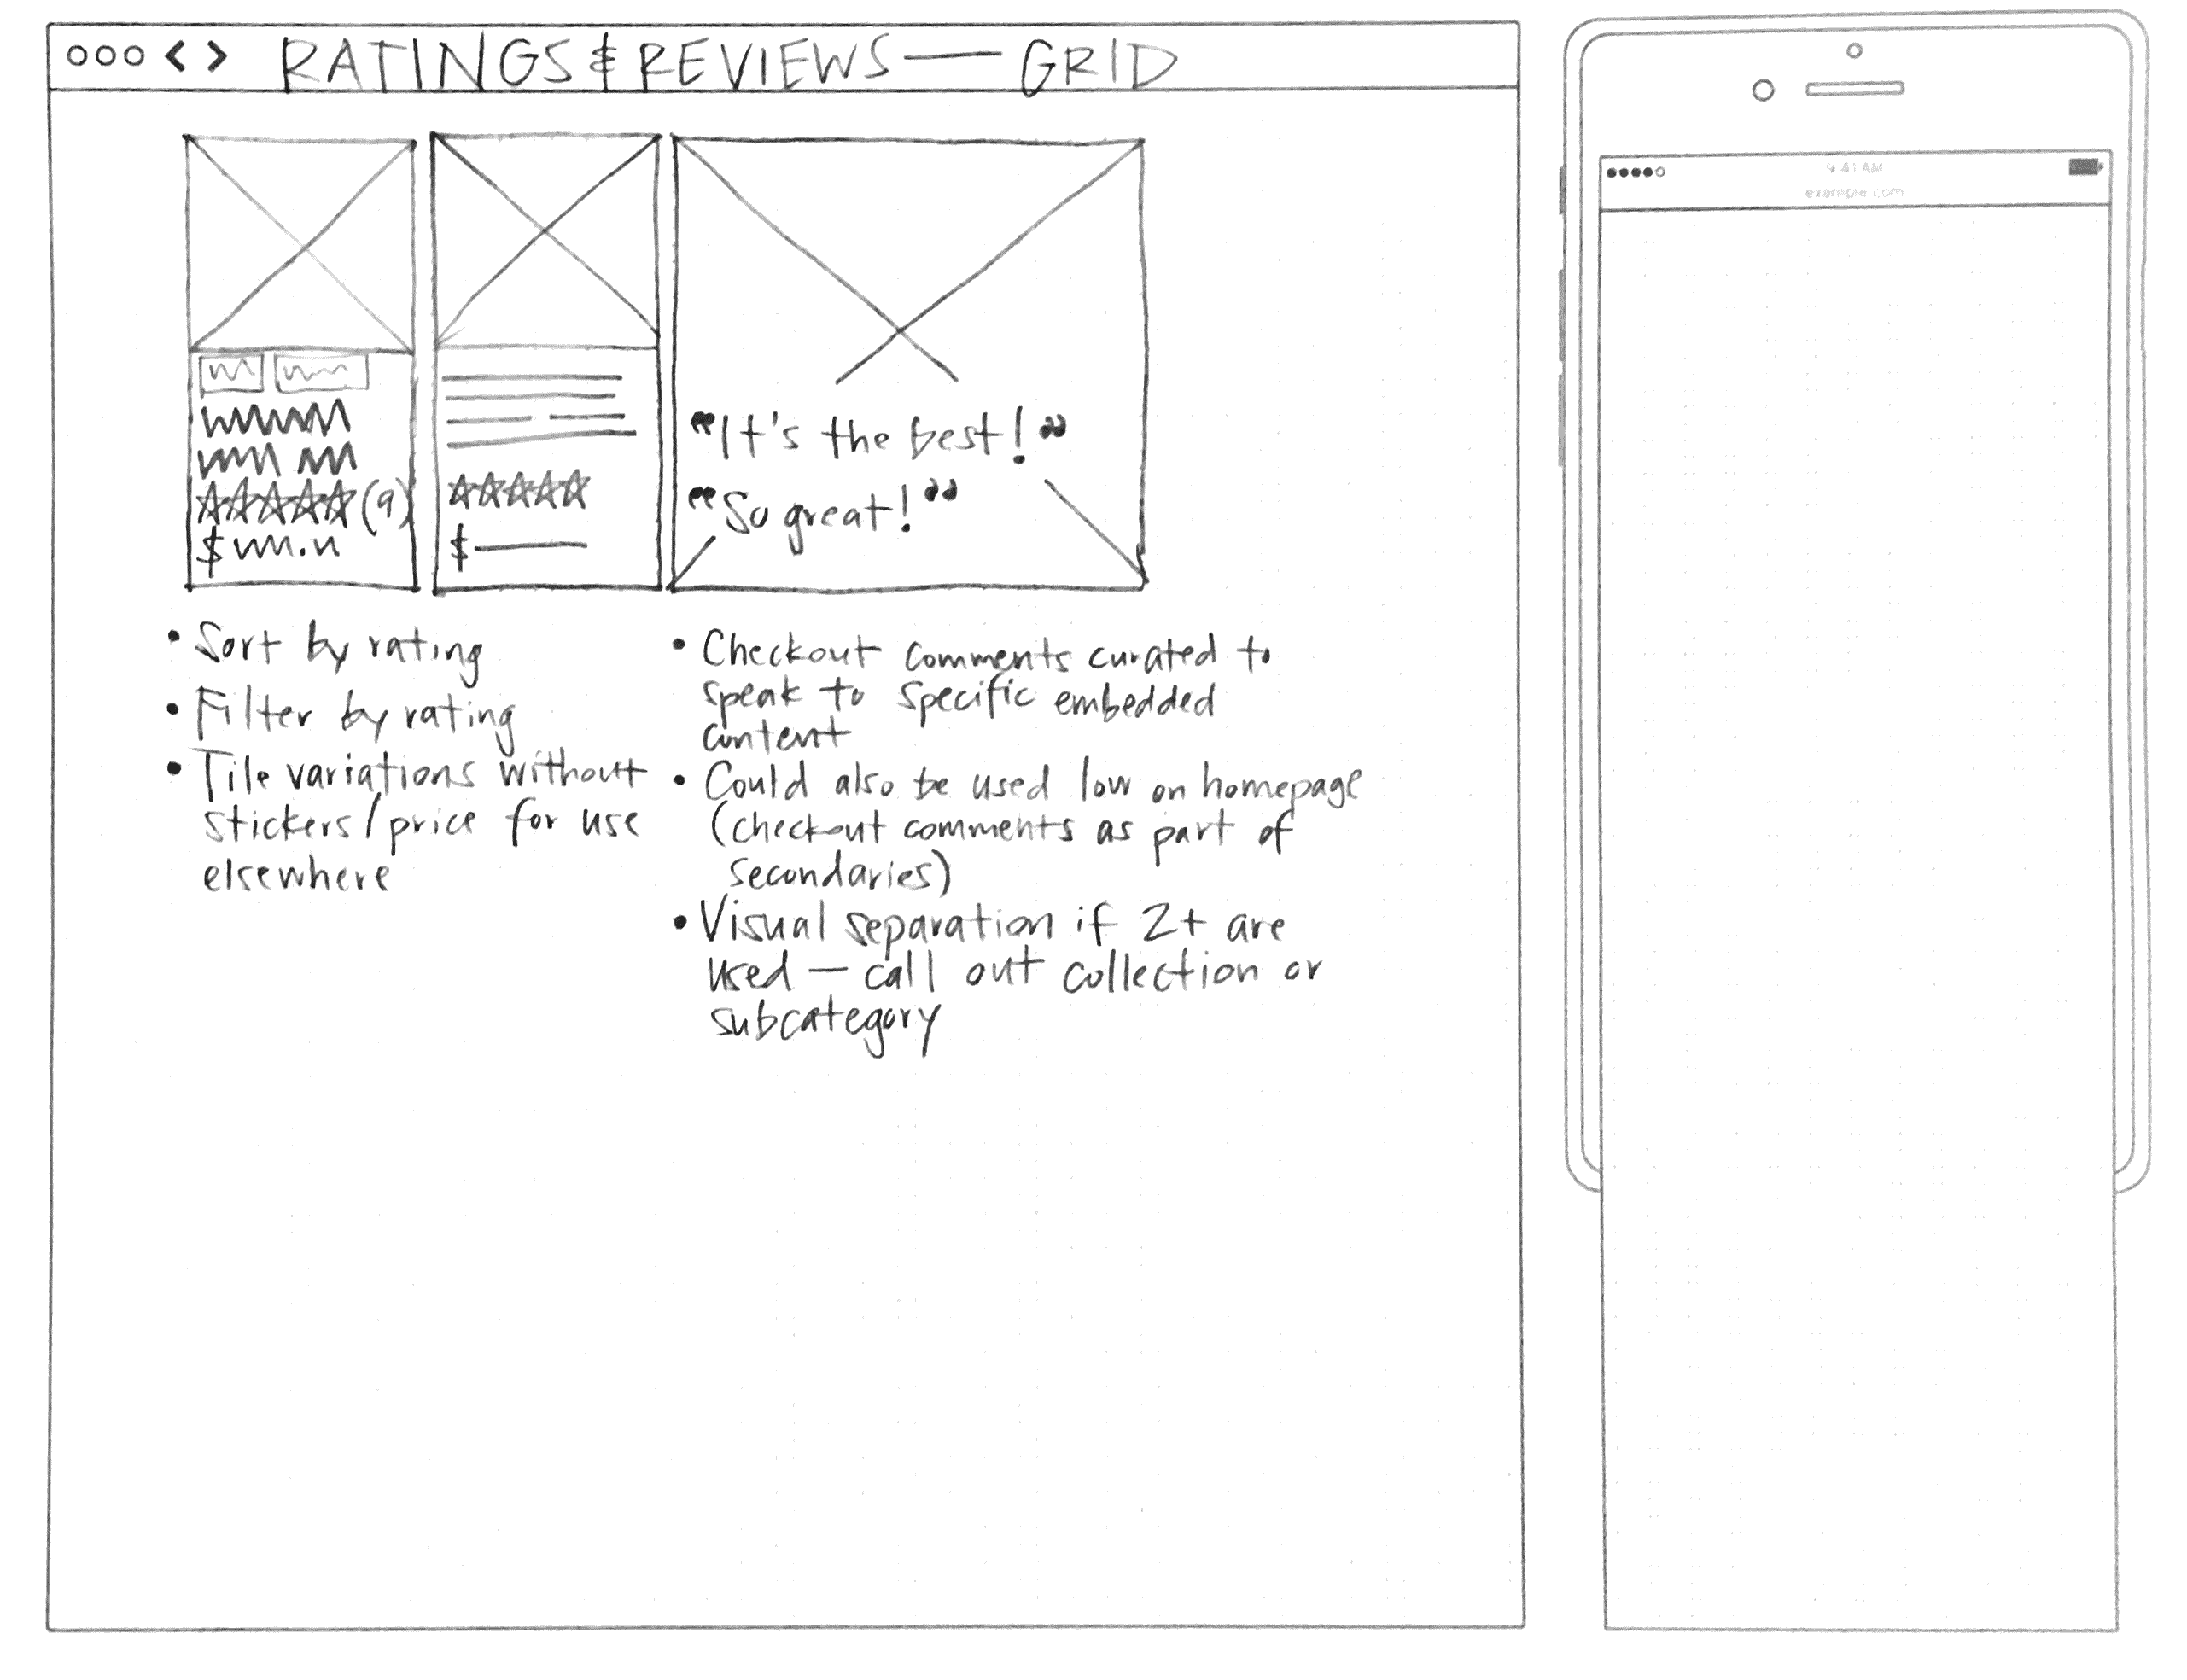 RATINGS & REVIEWS — GRID
9:41 AM
example.com
(9)
$
$
"It's the best!"
"So great!"
• Sort by rating
• Filter by rating
• Tile variations without
stickers/price for use
elsewhere
• Checkout comments curated to
speak to specific embedded
content
• Could also be used low on homepage
(checkout comments as part of
secondaries)
• Visual separation if 2+ are
used — call out collection or
subcategory